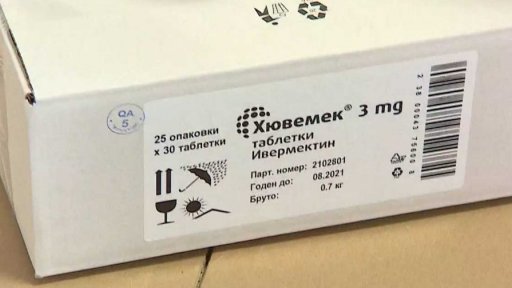 QA
5
25 опаковки
х 30 таблетки
Хювемек® 3 mg
таблетки
Ивермектин
Парт. номер: 2102801
Годен до: 08.2021
Бруто: 0.7 кг